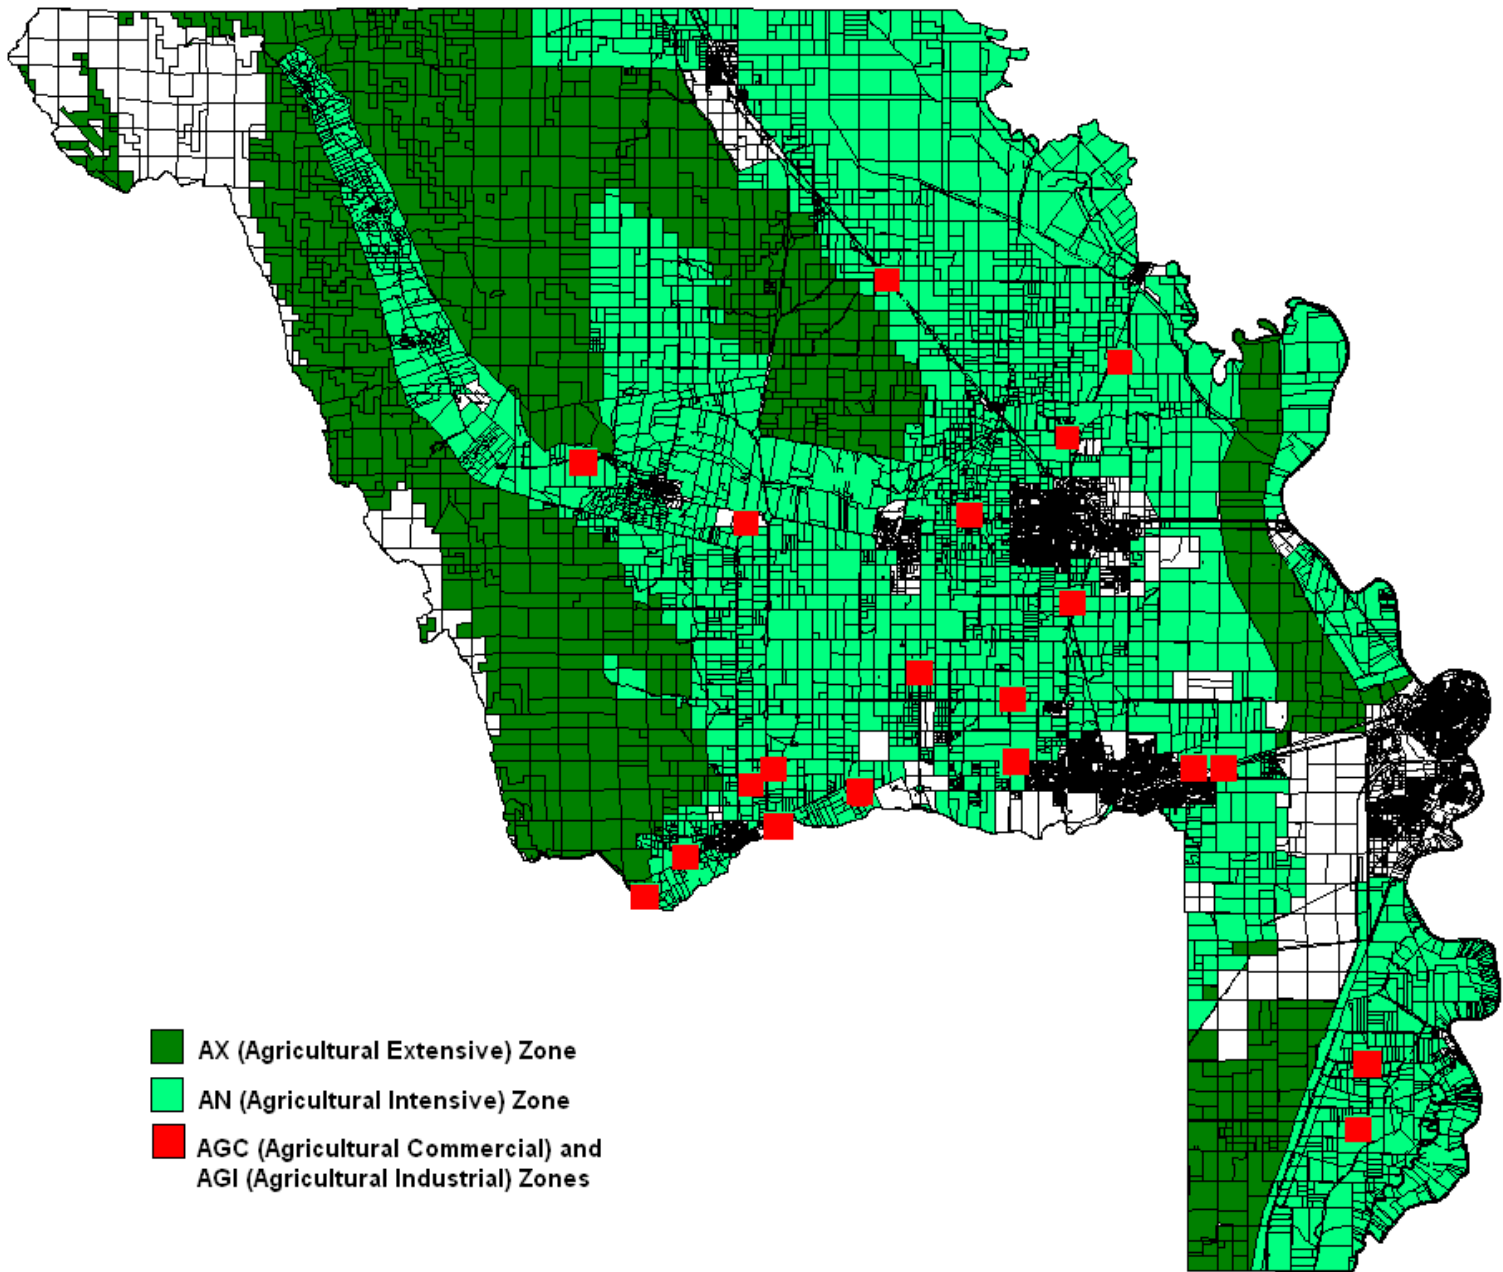 AX (Agricultural Extensive) Zone
AN (Agricultural Intensive) Zone
AGC (Agricultural Commercial) and
AGI (Agricultural Industrial) Zones